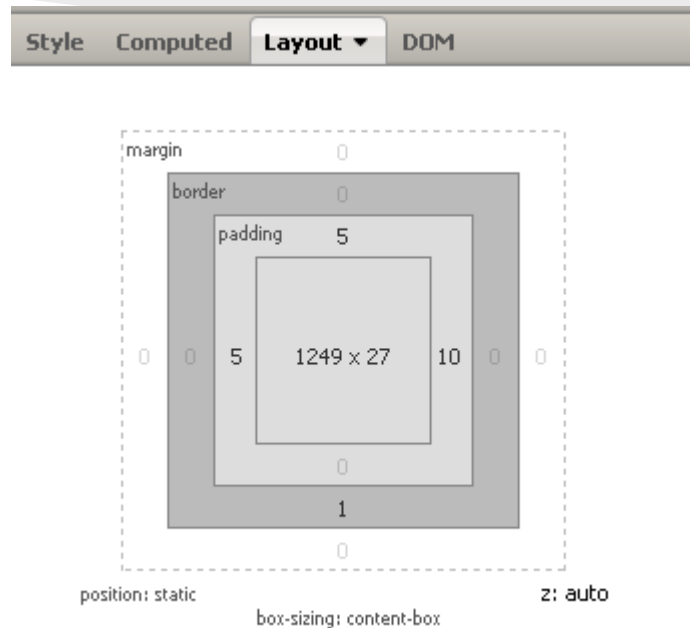 Style Computed Layout ▼ DOM
margin 0
border 0
padding 5
0 0 5 1249 x 27 10 0 0
0
1
0
position: static z: auto
box-sizing: content-box